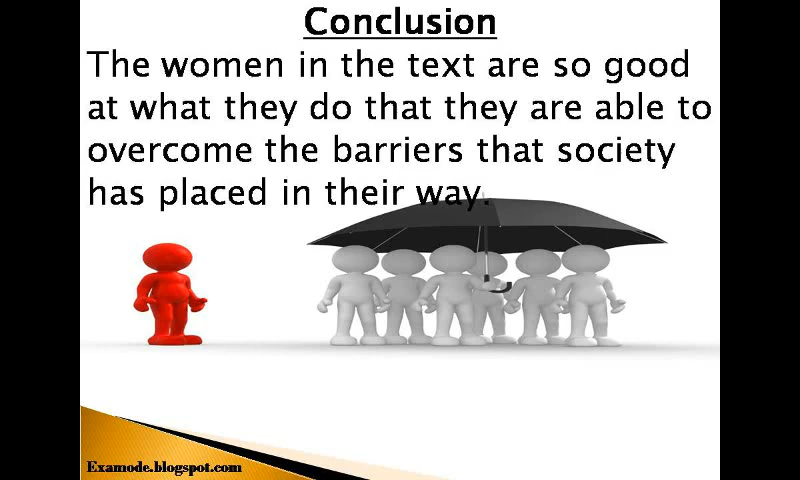 Conclusion
The women in the text are so good
at what they do that they are able to
overcome the barriers that society
has placed in their way.
Examode.blogspot.com